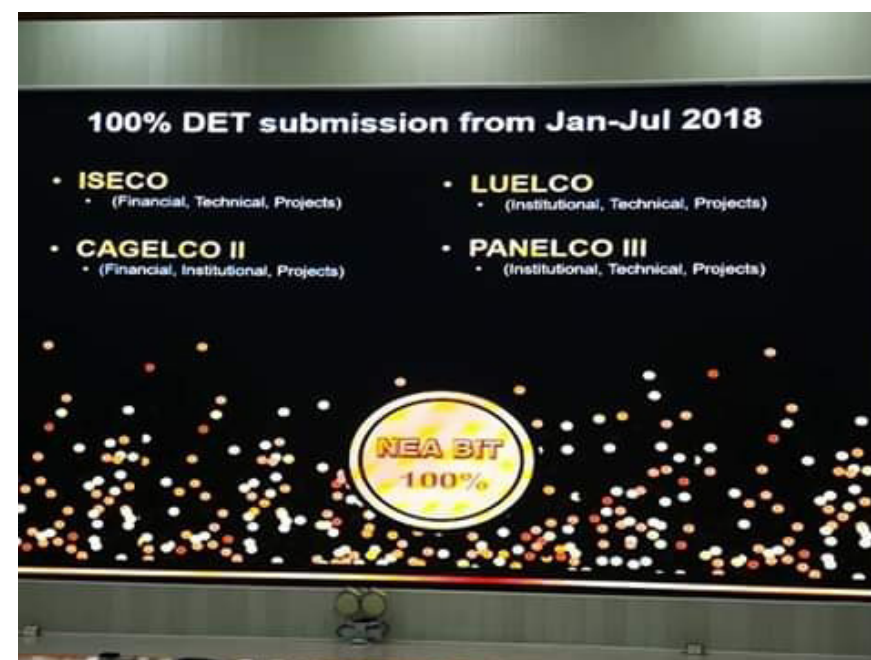 100% DET submission from Jan-Jul 2018
• ISECO
• (Financial, Technical, Projects)
• CAGELCO II
• (Financial, Institutional, Projects)
• LUELCO
• (Institutional, Technical, Projects)
• PANELCO III
• (Institutional, Technical, Projects)
NEA BIT
100%